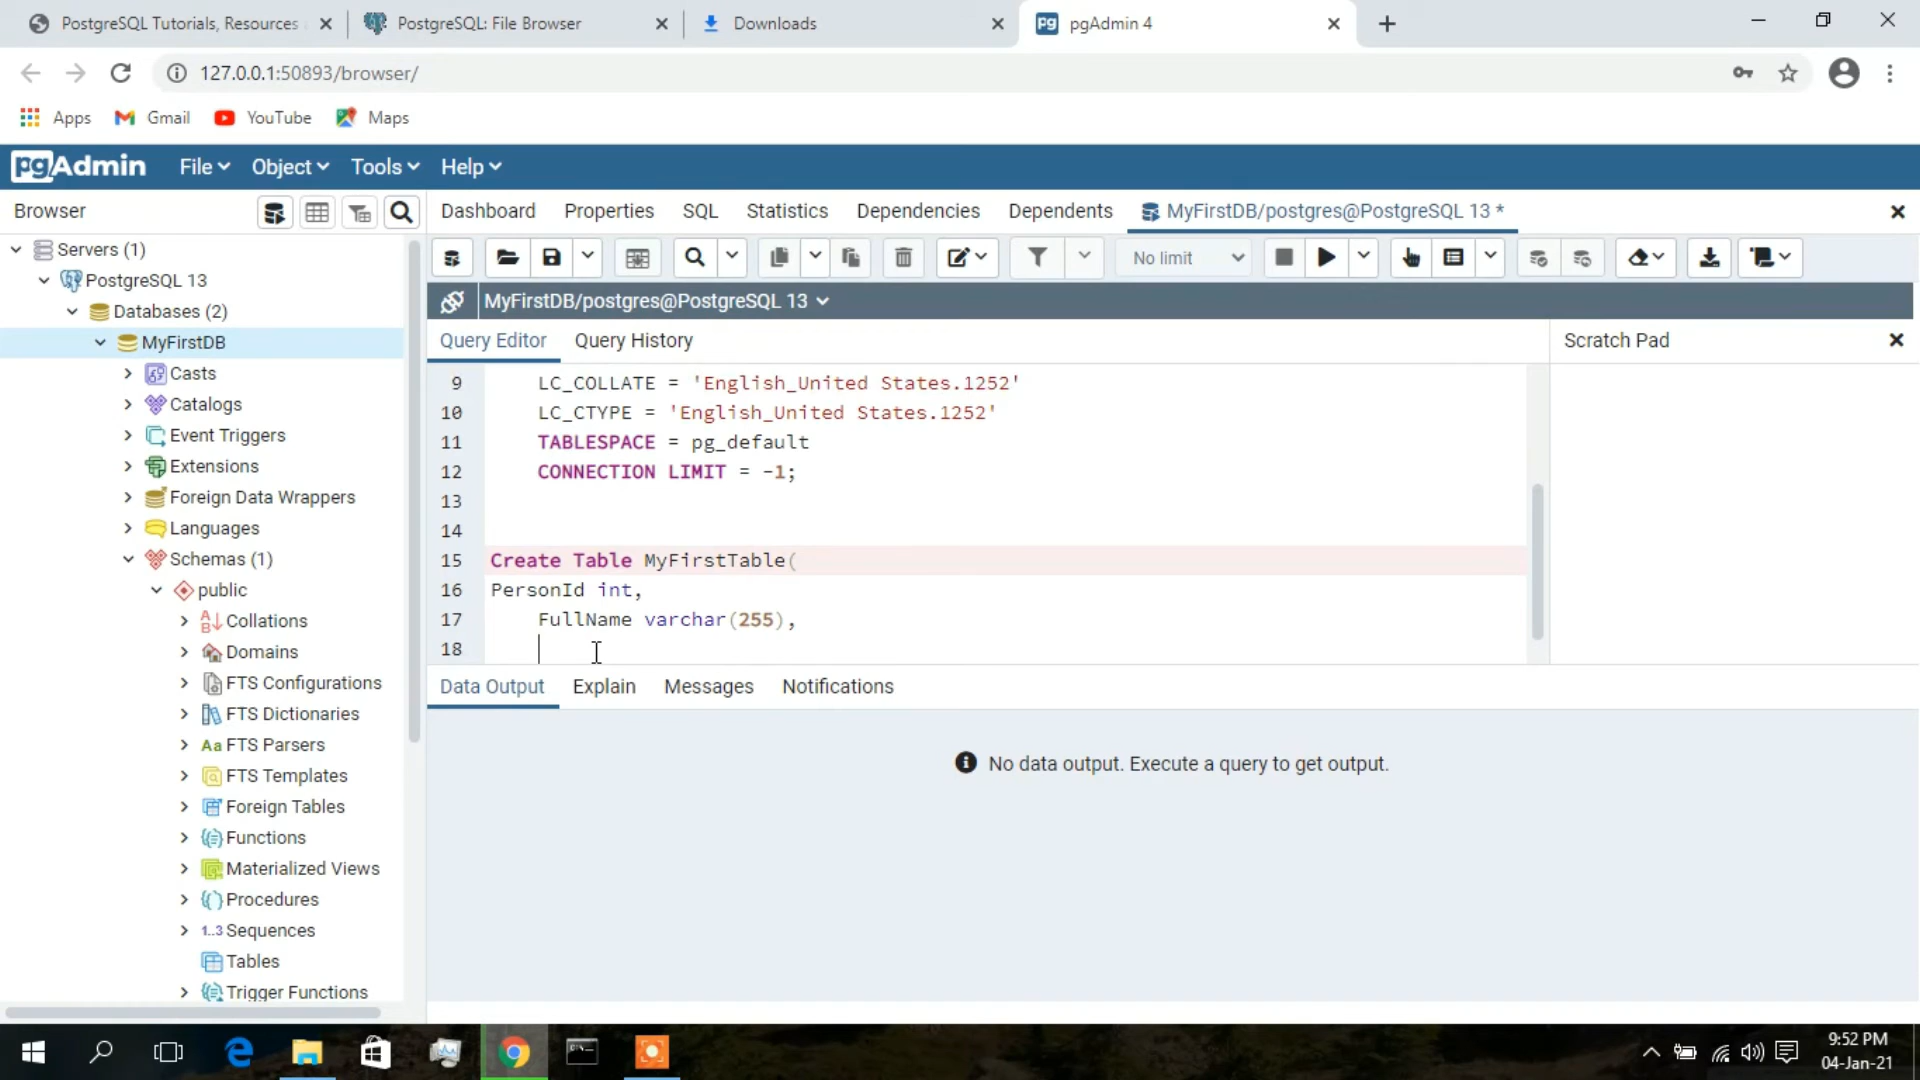 PostgreSQL Tutorials, Resources
PostgreSQL: File Browser
Downloads
pgAdmin 4
127.0.0.1:50893/browser/
Apps
Gmail
YouTube
Maps
pgAdmin
File
Object
Tools
Help
Browser
Dashboard
Properties
SQL
Statistics
Dependencies
Dependents
MyFirstDB/postgres@PostgreSQL 13 *
No limit
MyFirstDB/postgres@PostgreSQL 13
Query Editor
Query History
Scratch Pad
Servers (1)
PostgreSQL 13
Databases (2)
MyFirstDB
Casts
Catalogs
Event Triggers
Extensions
Foreign Data Wrappers
Languages
Schemas (1)
public
Collations
Domains
FTS Configurations
FTS Dictionaries
Aa FTS Parsers
FTS Templates
Foreign Tables
Functions
Materialized Views
Procedures
1..3 Sequences
Tables
Trigger Functions
9 LC_COLLATE = 'English_United States.1252'
10 LC_CTYPE = 'English_United States.1252'
11 TABLESPACE = pg_default
12 CONNECTION LIMIT = -1;
13
14
15 Create Table MyFirstTable(
16 PersonId int,
17 FullName varchar(255),
18
Data Output
Explain
Messages
Notifications
No data output. Execute a query to get output.
9:52 PM
04-Jan-21